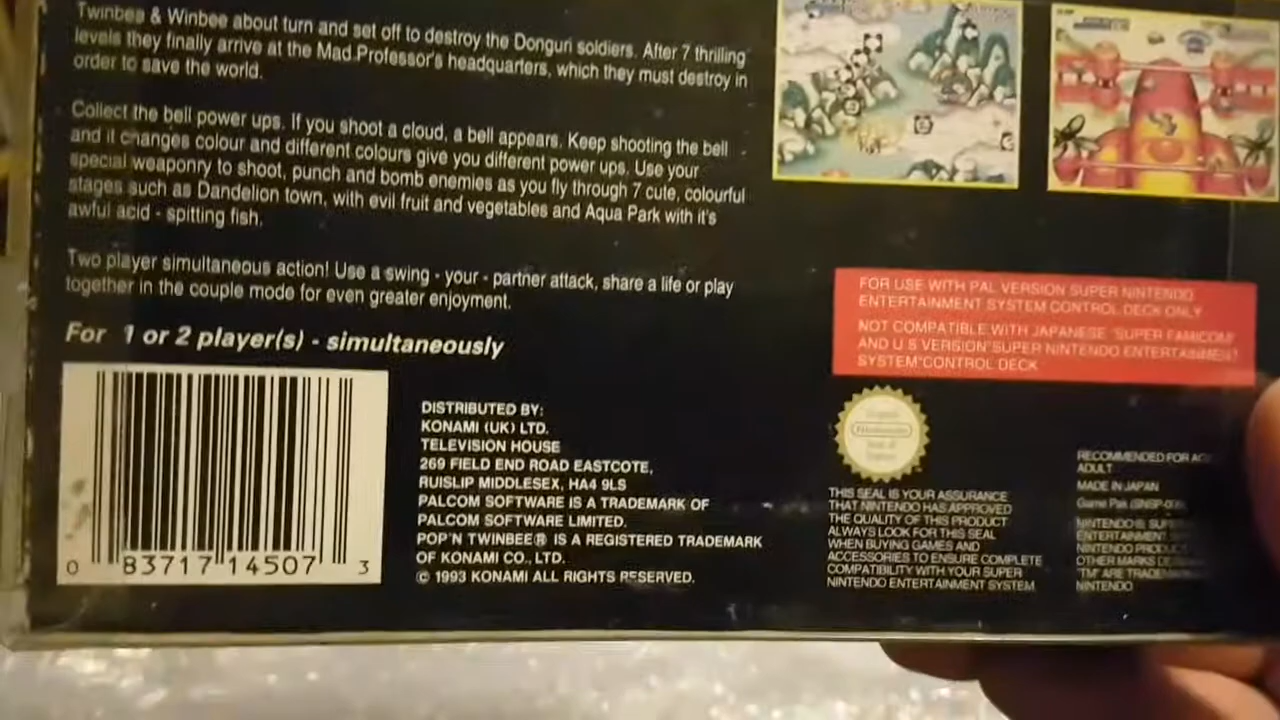 Twinbee & Winbee about turn and set off to destroy the Donguri soldiers. After 7 thrilling
levels they finally arrive at the Mad Professor's headquarters, which they must destroy in
order to save the world.
Collect the bell power ups. If you shoot a cloud, a bell appears. Keep shooting the bell
and it changes colour and different colours give you different power ups. Use your
special weaponry to shoot, punch and bomb enemies as you fly through 7 cute, colourful
stages such as Dandelion town, with evil fruit and vegetables and Aqua Park with it's
awful acid - spitting fish.
Two player simultaneous action! Use a swing - your - partner attack, share a life or play
together in the couple mode for even greater enjoyment.
For 1 or 2 player(s) - simultaneously
0 83717 14507 3
DISTRIBUTED BY:
KONAMI (UK) LTD.
TELEVISION HOUSE
269 FIELD END ROAD EASTCOTE,
RUISLIP MIDDLESEX, HA4 9LS
PALCOM SOFTWARE IS A TRADEMARK OF
PALCOM SOFTWARE LIMITED.
POP'N TWINBEE® IS A REGISTERED TRADEMARK
OF KONAMI CO., LTD.
© 1993 KONAMI ALL RIGHTS RESERVED.
FOR USE WITH PAL VERSION SUPER NINTENDO
ENTERTAINMENT SYSTEM CONTROL DECK ONLY
NOT COMPATIBLE WITH JAPANESE "SUPER FAMICOM"
AND U S VERSION "SUPER NINTENDO ENTERTAINMENT
SYSTEM" CONTROL DECK
Nintendo
THIS SEAL IS YOUR ASSURANCE
THAT NINTENDO HAS APPROVED
THE QUALITY OF THIS PRODUCT
ALWAYS LOOK FOR THIS SEAL
WHEN BUYING GAMES AND
ACCESSORIES TO ENSURE COMPLETE
COMPATIBILITY WITH YOUR SUPER
NINTENDO ENTERTAINMENT SYSTEM
RECOMMENDED FOR
ADULT
MADE IN JAPAN
Game Pak
NINTENDO
ENTERTAINMENT
NINTENDO
OTHER MARKS
"TM" ARE
NINTENDO